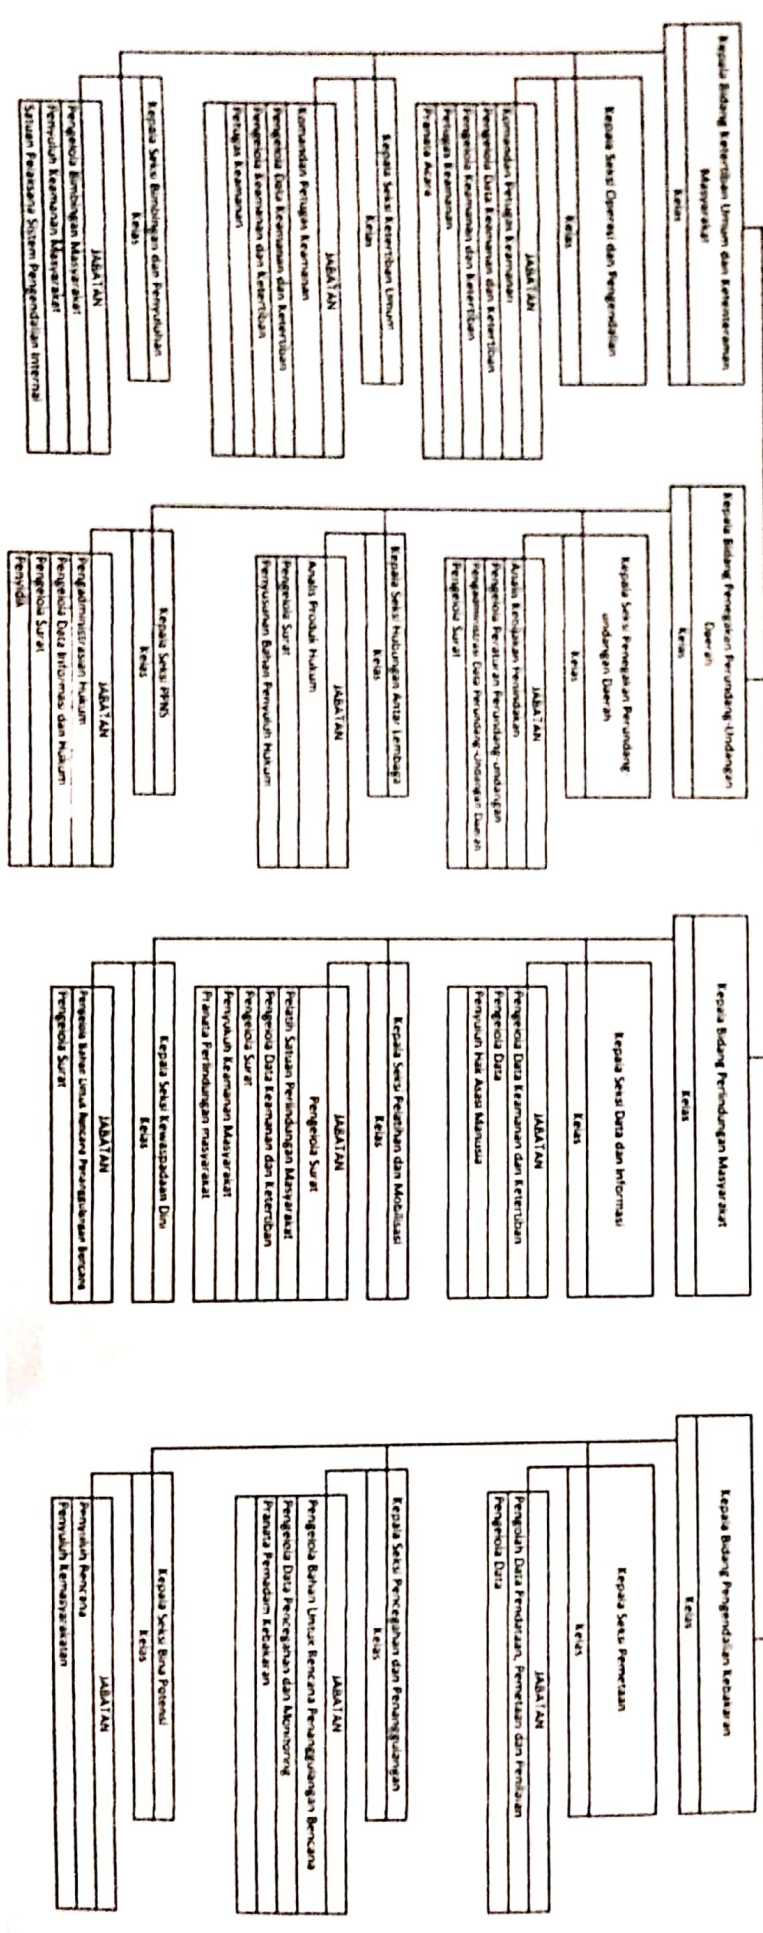 Kepala Bidang Ketertiban Umum dan Ketenteraman
Masyarakat
Kelas
Kepala Seksi Operasi dan Pengendalian
Kelas
JABATAN
Komandan Petugas Keamanan
Pengelola Data Keamanan dan Ketertiban
Pengelola Keamanan dan Ketertiban
Petugas Keamanan
Pranata Acara
Kepala Seksi Ketertiban Umum
Kelas
JABATAN
Komandan Petugas Keamanan
Pengelola Data Keamanan dan Ketertiban
Pengelola Keamanan dan Ketertiban
Petugas Keamanan
Kepala Seksi Bimbingan dan Penyuluhan
Kelas
JABATAN
Pengelola Bimbingan Masyarakat
Penyuluh Keamanan Masyarakat
Satuan Pelaksana Sistem Pengendalian Internal
Kepala Bidang Penegakan Perundang-Undangan
Daerah
Kelas
Kepala Seksi Penegakan Perundang
undangan Daerah
Kelas
JABATAN
Analis Kebijakan Penindakan
Pengelola Peraturan Perundang-undangan
Pengadministrasi Data Perundang-Undangan Daerah
Pengelola Surat
Kepala Seksi Hubungan Antar Lembaga
Kelas
JABATAN
Analis Produk Hukum
Pengelola Surat
Penyusunan Bahan Penyuluh Hukum
Kepala Seksi PPNS
Kelas
JABATAN
Pengadministrasian Hukum
Pengelola Data Informasi dan Hukum
Pengelola Surat
Penyidik
Kepala Bidang Perlindungan Masyarakat
Kelas
Kepala Seksi Data dan Informasi
Kelas
JABATAN
Pengelola Data Keamanan dan Ketertiban
Pengelola Data
Penyuluh Hak Asasi Manusia
Kepala Seksi Pelatihan dan Mobilisasi
Kelas
JABATAN
Pengelola Surat
Pelatih Satuan Perlindungan Masyarakat
Pengelola Data Keamanan dan Ketertiban
Pengelola Surat
Penyuluh Keamanan Masyarakat
Pranata Perlindungan masyarakat
Kepala Seksi Kewaspadaan Dini
Kelas
JABATAN
Pengelola Bahan Untuk Rencana Penanggulangan Bencana
Pengelola Surat
Kepala Bidang Pengendalian Kebakaran
Kelas
Kepala Seksi Pemetaan
Kelas
JABATAN
Pengolah Data Pendataan, Pemetaan dan Penilaian
Pengelola Data
Kepala Seksi Pencegahan dan Penanggulangan
Kelas
JABATAN
Pengelola Bahan Untuk Rencana Penanggulangan Bencana
Pengelola Data Pencegahan dan Monitoring
Pranata Pemadam Kebakaran
Kepala Seksi Bina Potensi
Kelas
JABATAN
Penyuluh Bencana
Penyuluh Kemasyarakatan